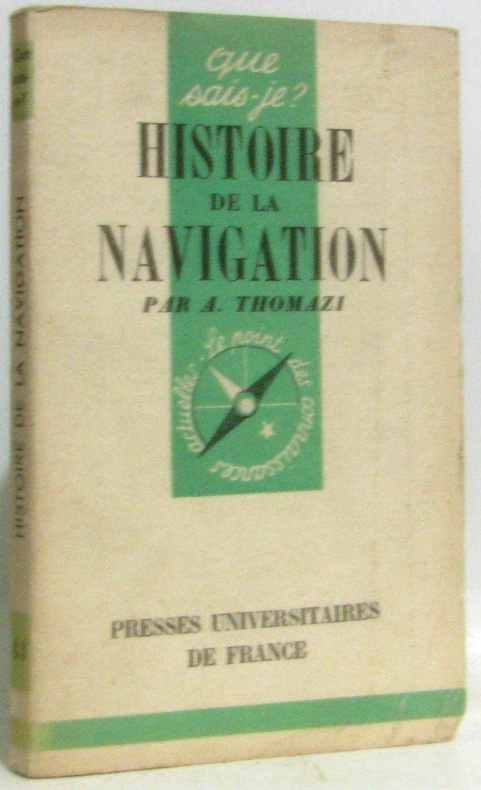 que
sais-je?
HISTOIRE
DE LA
NAVIGATION
PAR A. THOMAZI
Le point des connaissances actuelles
PRESSES UNIVERSITAIRES
DE FRANCE
HISTOIRE DE LA NAVIGATION